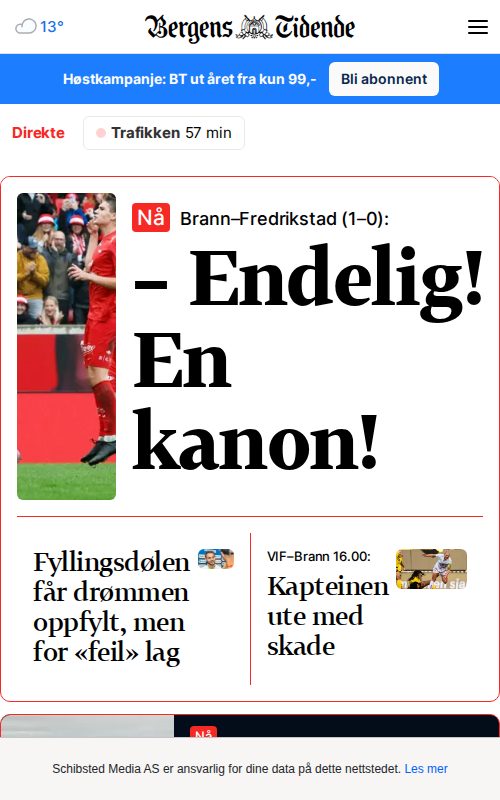 13°
Bergens Tidende
Høstkampanje: BT ut året fra kun 99,-
Bli abonnent
Direkte
Trafikken 57 min
Nå
Brann–Fredrikstad (1–0):
– Endelig!
En
kanon!
Fyllingsdølen
får drømmen
oppfylt, men
for «feil» lag
VIF–Brann 16.00:
Kapteinen
ute med
skade
Nå
Schibsted Media AS er ansvarlig for dine data på dette nettstedet. Les mer